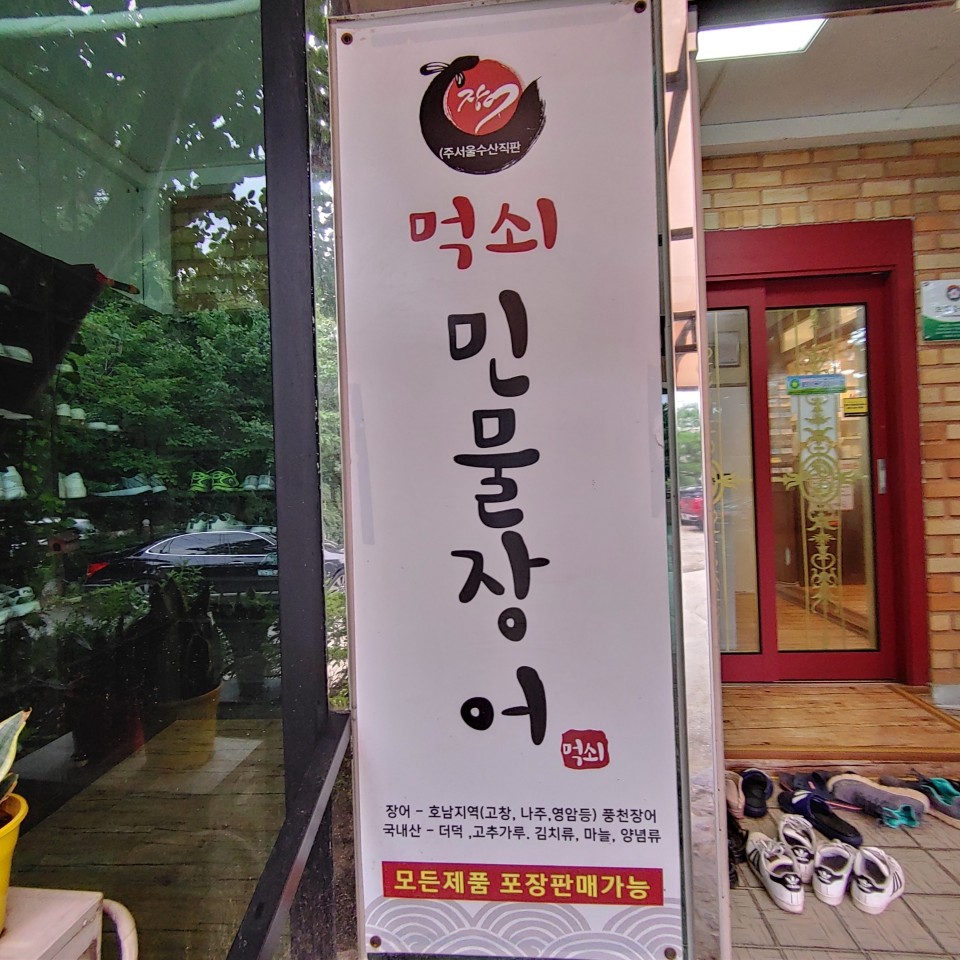 장어
(주서울수산직판
먹쇠
민물장어
먹쇠
장어 - 호남지역(고창, 나주,영암등) 풍천장어
국내산 - 더덕 ,고추가루. 김치류, 마늘, 양념류
모든제품 포장판매가능